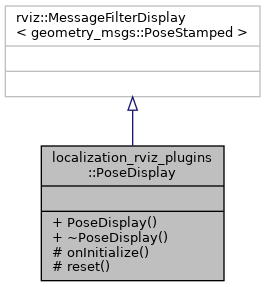 rviz::MessageFilterDisplay
< geometry_msgs::PoseStamped >
localization_rviz_plugins
::PoseDisplay
+ PoseDisplay()
+ ~PoseDisplay()
# onInitialize()
# reset()